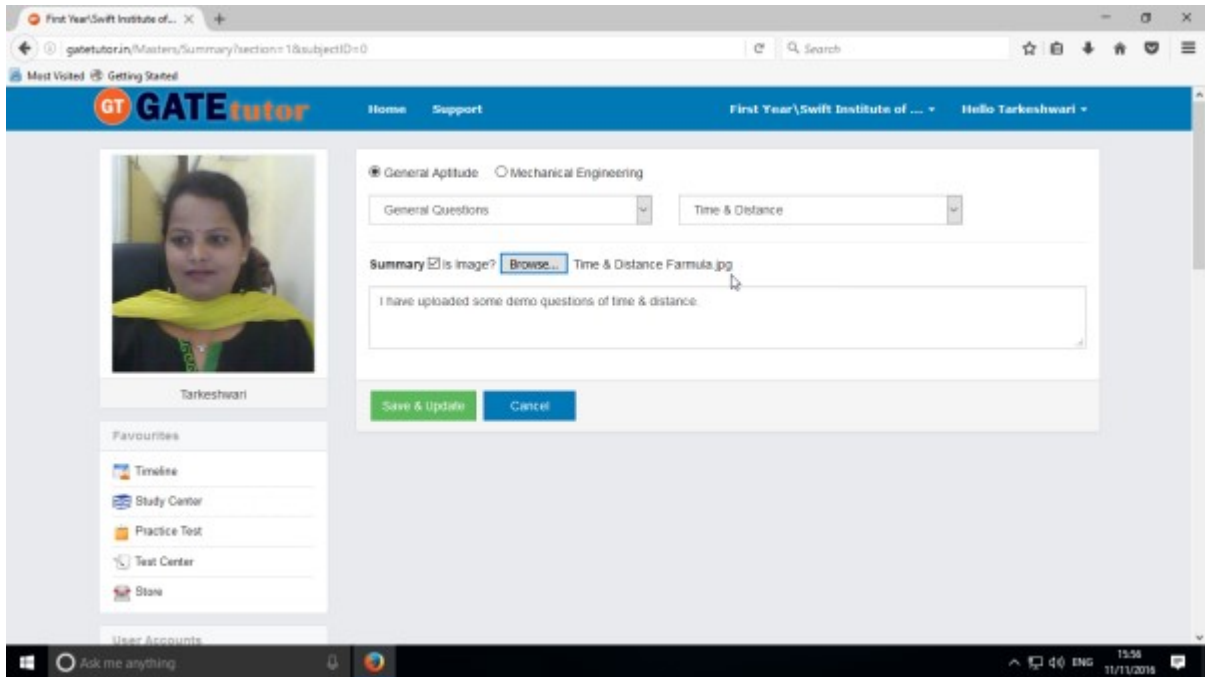 First Year\Swift Institute of...
gatetutor.in/Masters/Summary?section=1&subjectID=0
Search
Most Visited Getting Started
GT GATEtutor Home Support First Year\Swift Institute of ... Hello Tarkeshwari
General Aptitude Mechanical Engineering
General Questions Time & Distance
Summary Is image? Browse... Time & Distance Farmula.jpg
I have uploaded some demo questions of time & distance.
Tarkeshwari
Save & Update Cancel
Favourites
Timeline
Study Center
Practice Test
Test Center
Store
User Accounts
Ask me anything
ENG 15:56
11/11/2016